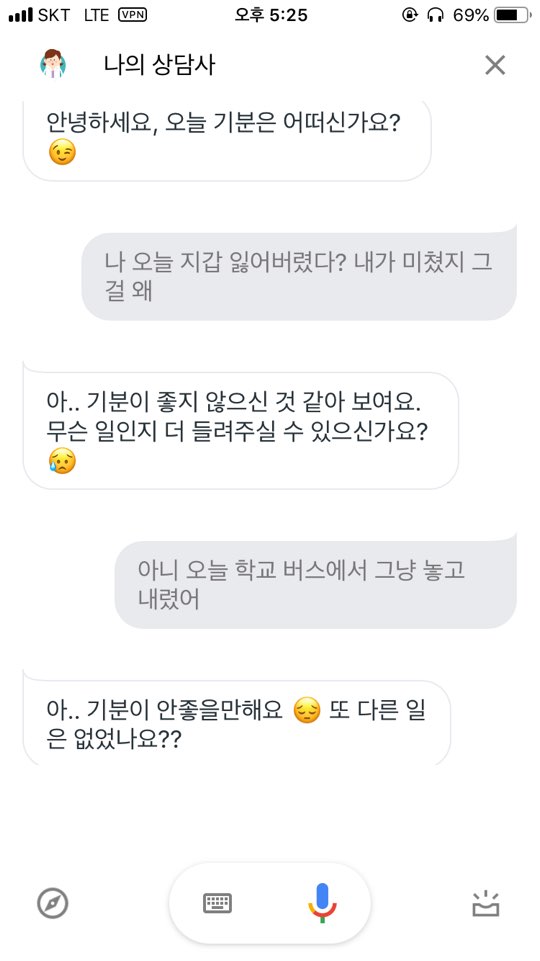 SKT LTE VPN 오후 5:25 69%
나의 상담사
안녕하세요, 오늘 기분은 어떠신가요?
😉
나 오늘 지갑 잃어버렸다? 내가 미쳤지 그
걸 왜
아.. 기분이 좋지 않으신 것 같아 보여요.
무슨 일인지 더 들려주실 수 있으신가요?
😥
아니 오늘 학교 버스에서 그냥 놓고
내렸어
아.. 기분이 안좋을만해요 😔 또 다른 일
은 없었나요??